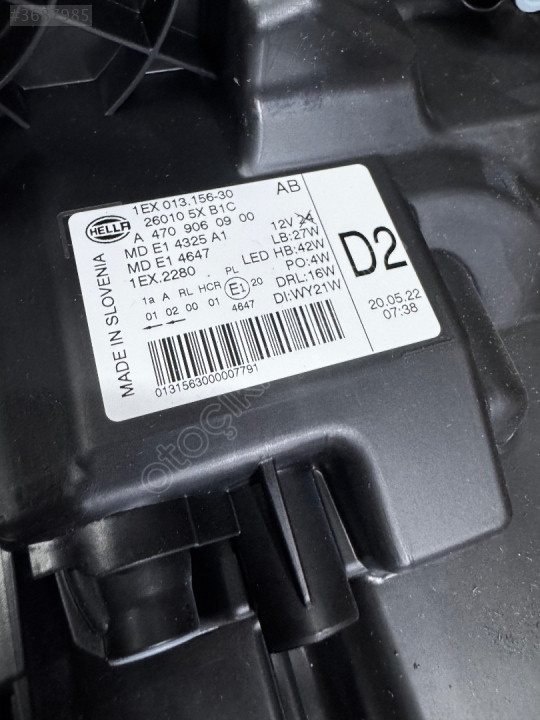 HELLA
1EX 013.156-30
26010 5X B1C
A 470 906 09 00
MD E1 4325 A1
MD E1 4647
1EX.2280
AB
12V 24
LB:27W
LED HB:42W
PO:4W
DRL:16W
DI:WY21W
1a A RL HCR PL
01 02 00 01 E1 20
4647
MADE IN SLOVENIA
0131563000007791
D2
20.05.22
07:38
otoçık